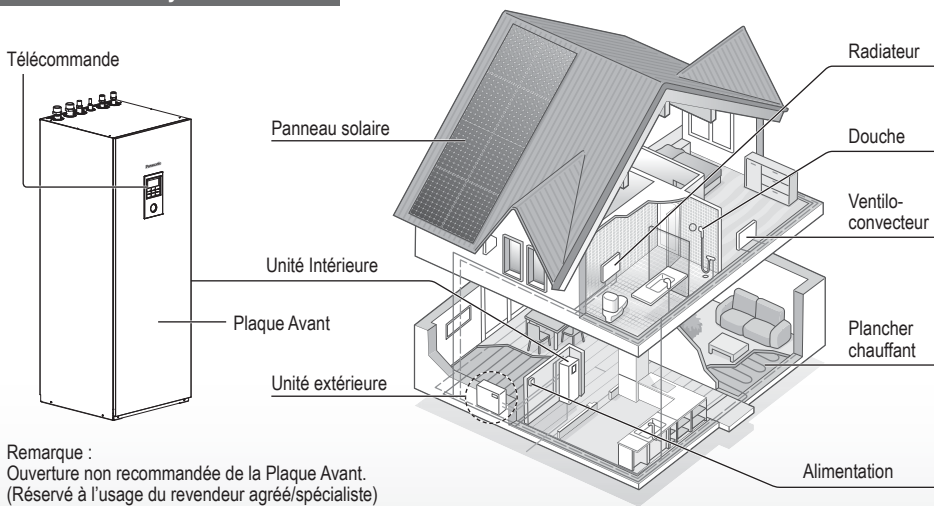 Télécommande
Panneau solaire
Unité Intérieure
Plaque Avant
Unité extérieure
Remarque :
Ouverture non recommandée de la Plaque Avant.
(Réservé à l'usage du revendeur agréé/spécialiste)
Radiateur
Douche
Ventilo-
convecteur
Plancher
chauffant
Alimentation